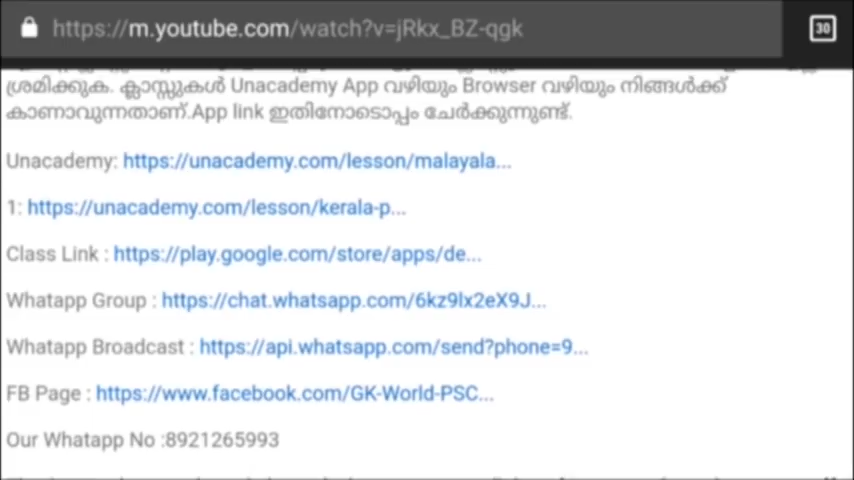 https://m.youtube.com/watch?v=jRkx_BZ-qgk
30
ശ്രമിക്കുക. ക്ലാസ്സുകൾ Unacademy App വഴിയും Browser വഴിയും നിങ്ങൾക്ക്
കാണാവുന്നതാണ്.App link ഇതിനോടൊപ്പം ചേർക്കുന്നുണ്ട്.
Unacademy: https://unacademy.com/lesson/malayala...
1: https://unacademy.com/lesson/kerala-p...
Class Link : https://play.google.com/store/apps/de...
Whatapp Group : https://chat.whatsapp.com/6kz9lx2eX9J...
Whatapp Broadcast : https://api.whatsapp.com/send?phone=9...
FB Page : https://www.facebook.com/GK-World-PSC...
Our Whatapp No :8921265993